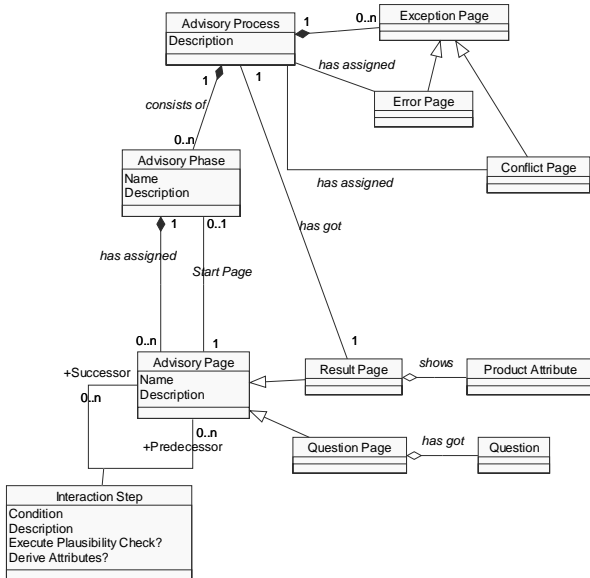 Advisory Process
Description
1
0..n
Exception Page
has assigned
1
1
consists of
Error Page
0..n
Advisory Phase
Name
Description
has assigned
Conflict Page
1
0..1
has got
has assigned
Start Page
0..n
1
1
Advisory Page
Name
Description
+Successor
0..n
Result Page
shows
Product Attribute
0..n
+Predecessor
Question Page
has got
Question
Interaction Step
Condition
Description
Execute Plausibility Check?
Derive Attributes?